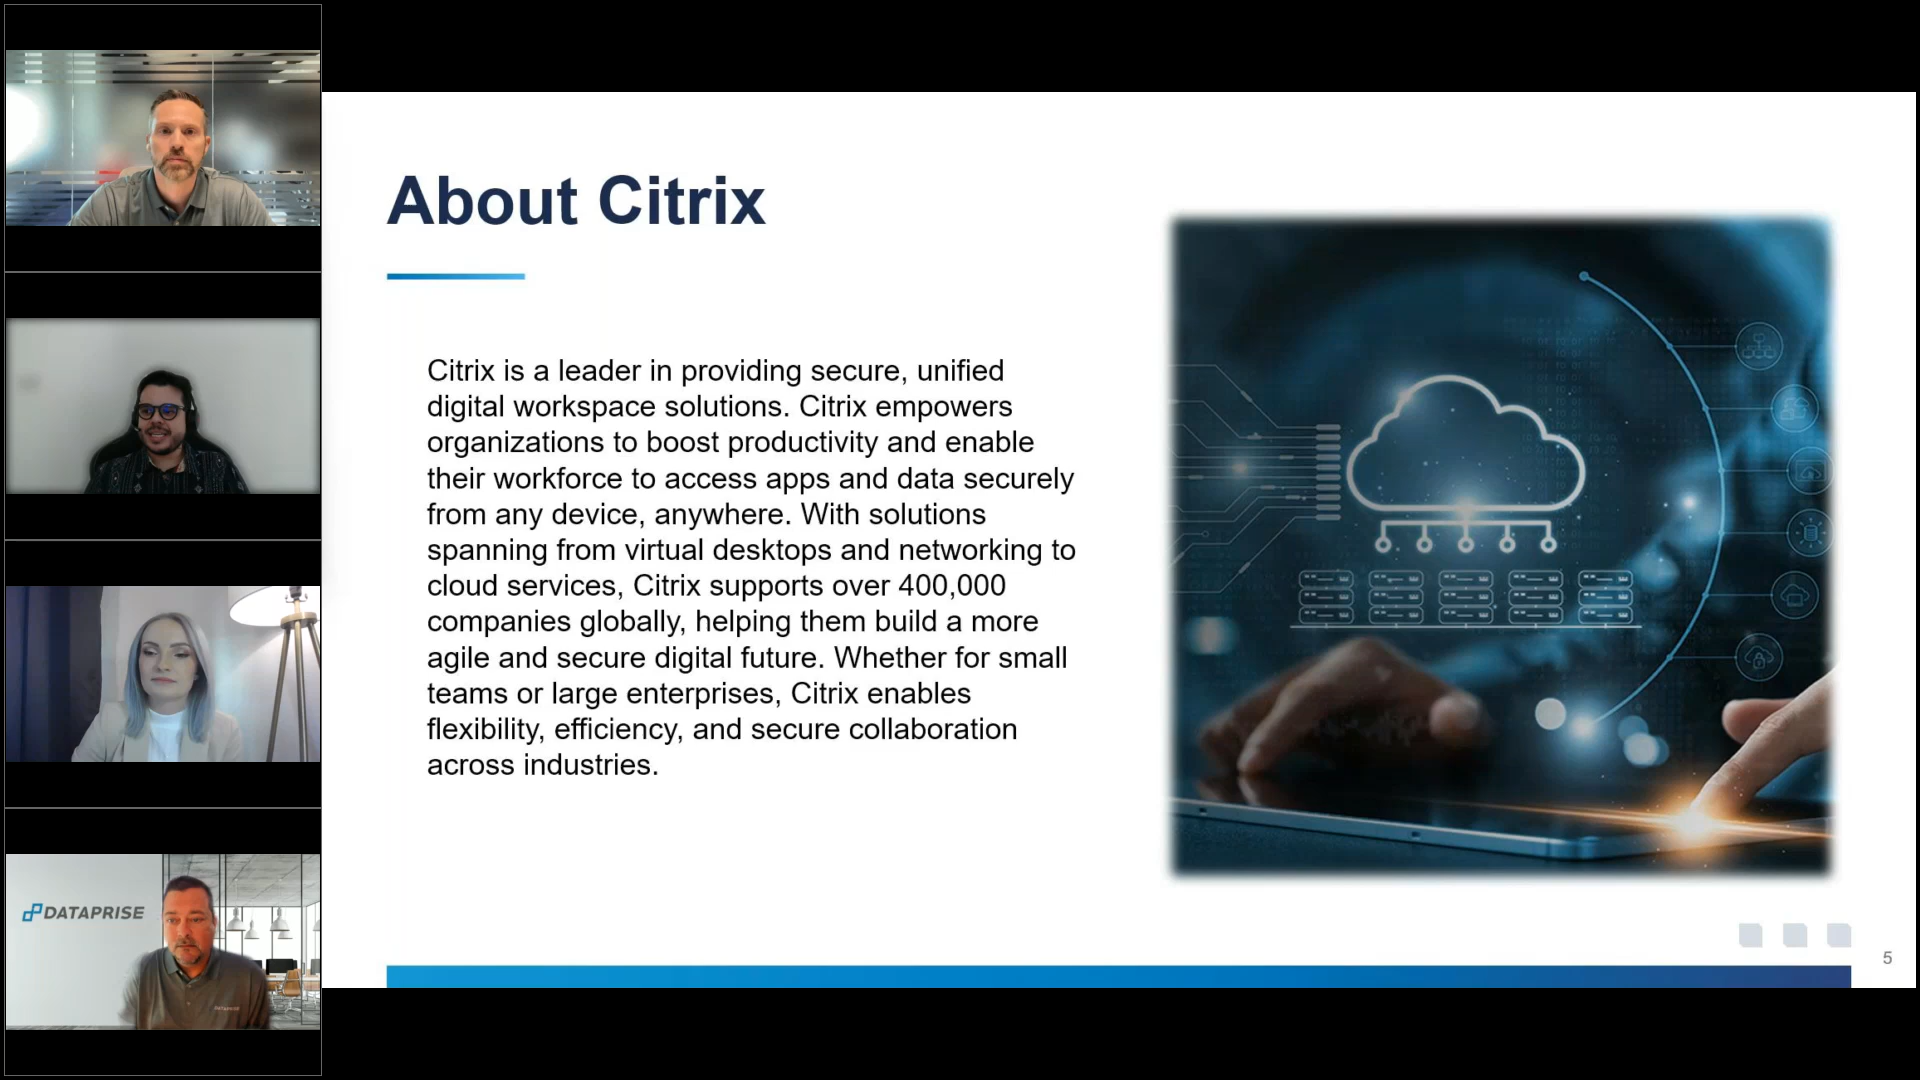 About Citrix
Citrix is a leader in providing secure, unified
digital workspace solutions. Citrix empowers
organizations to boost productivity and enable
their workforce to access apps and data securely
from any device, anywhere. With solutions
spanning from virtual desktops and networking to
cloud services, Citrix supports over 400,000
companies globally, helping them build a more
agile and secure digital future. Whether for small
teams or large enterprises, Citrix enables
flexibility, efficiency, and secure collaboration
across industries.
DATAPRISE
5